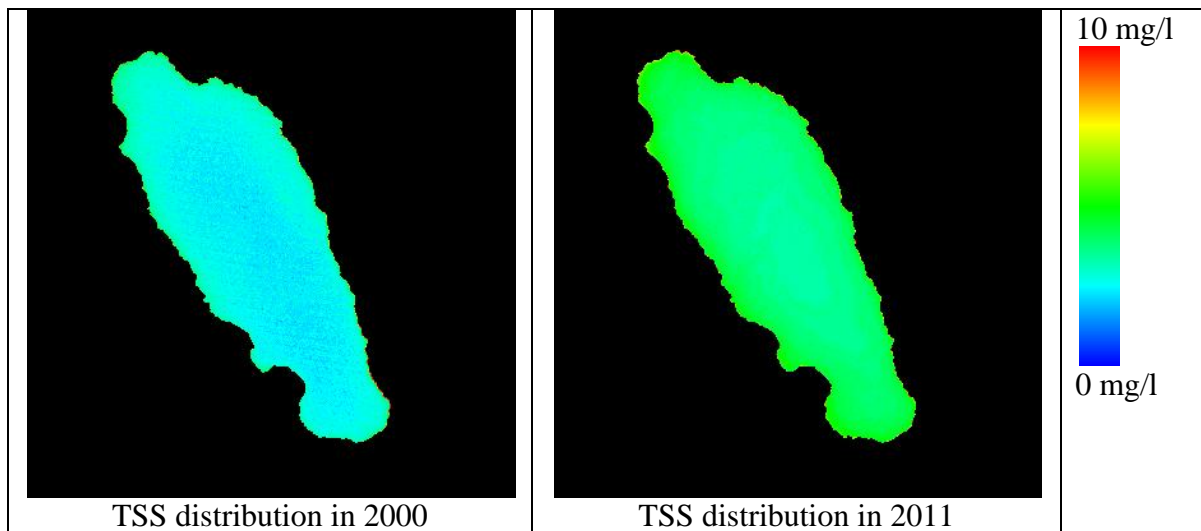 10 mg/l
0 mg/l
TSS distribution in 2000
TSS distribution in 2011